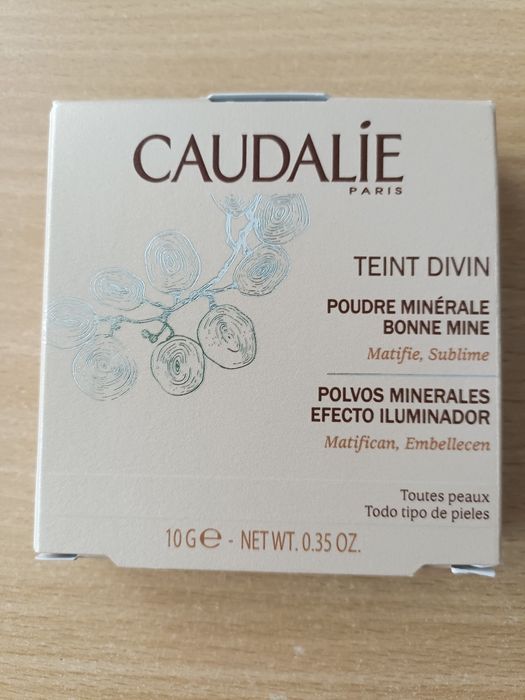 CAUDALÍE
PARIS
TEINT DIVIN
POUDRE MINÉRALE
BONNE MINE
Matifie, Sublime
POLVOS MINERALES
EFECTO ILUMINADOR
Matifican, Embellecen
Toutes peaux
Todo tipo de pieles
10 G ℮ - NET WT. 0.35 OZ.